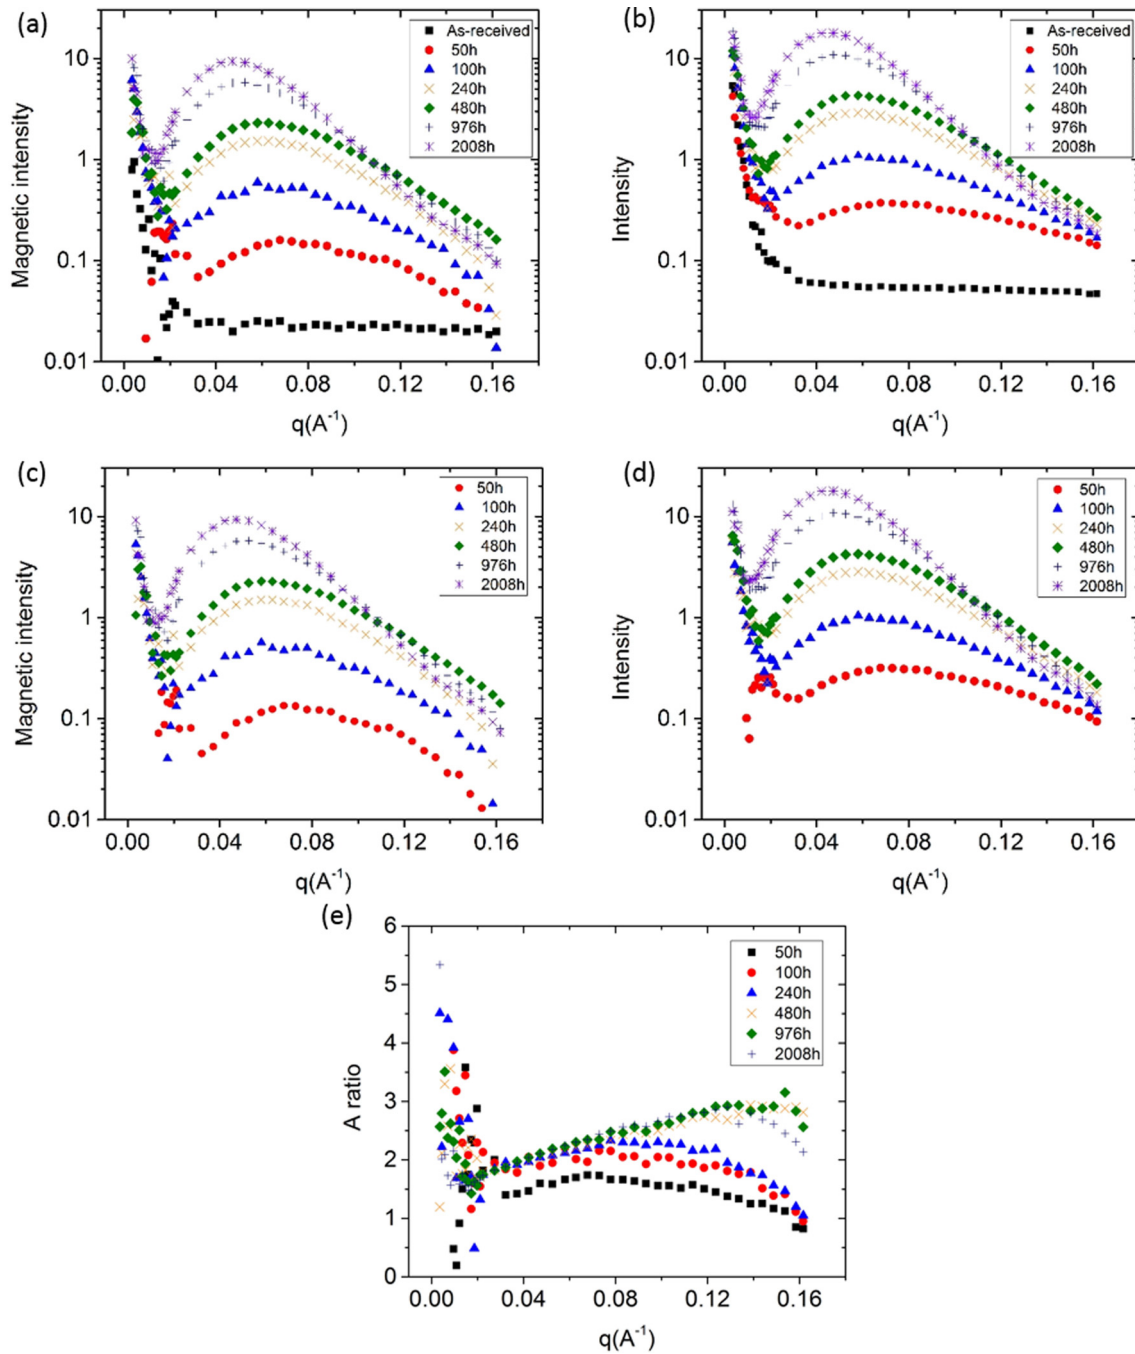 (a)
Magnetic intensity
10
1
0.1
0.01
0.00 0.04 0.08 0.12 0.16
q(A⁻¹)
As-received
50h
100h
240h
480h
976h
2008h
(b)
Intensity
10
1
0.1
0.01
0.00 0.04 0.08 0.12 0.16
q(A⁻¹)
As-received
50h
100h
240h
480h
976h
2008h
(c)
Magnetic intensity
10
1
0.1
0.01
0.00 0.04 0.08 0.12 0.16
q(A⁻¹)
50h
100h
240h
480h
976h
2008h
(d)
Intensity
10
1
0.1
0.01
0.00 0.04 0.08 0.12 0.16
q(A⁻¹)
50h
100h
240h
480h
976h
2008h
(e)
A ratio
6
5
4
3
2
1
0
0.00 0.04 0.08 0.12 0.16
q(A⁻¹)
50h
100h
240h
480h
976h
2008h